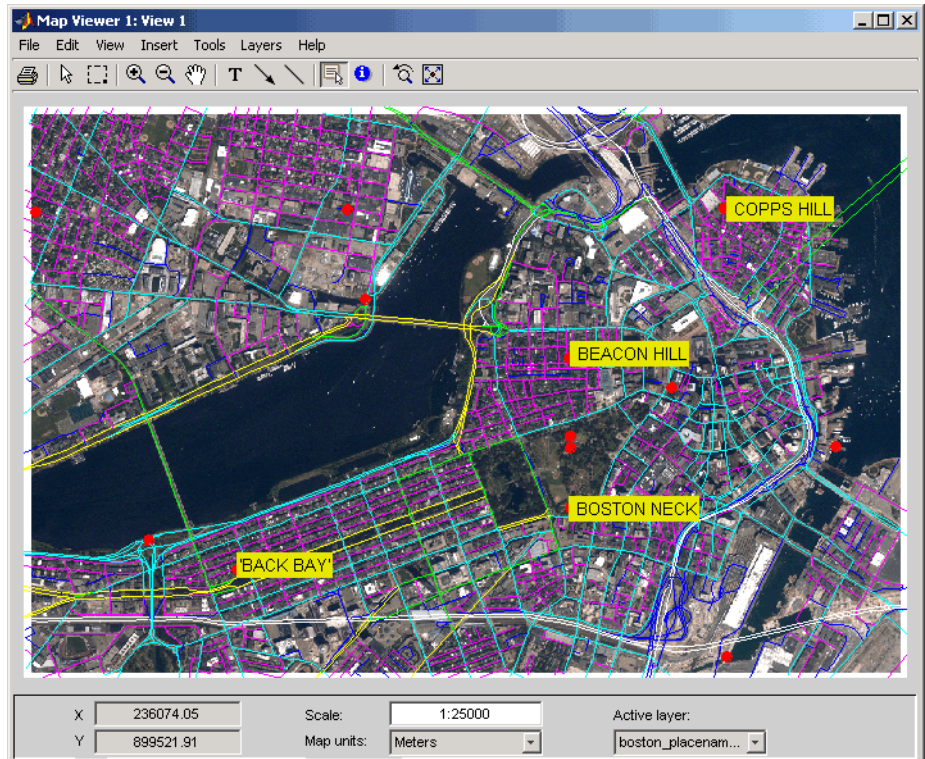 Map Viewer 1: View 1
File Edit View Insert Tools Layers Help
T
COPPS HILL
BEACON HILL
BOSTON NECK
'BACK BAY'
X 236074.05 Scale: 1:25000 Active layer:
Y 899521.91 Map units: Meters boston_placenam...